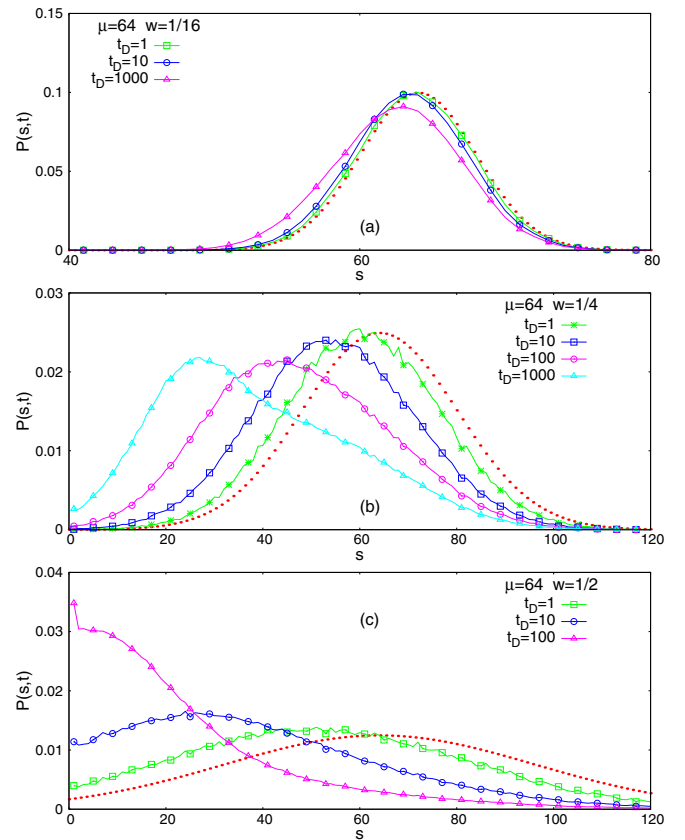 μ=64 w=1/16
t_D=1
t_D=10
t_D=1000
0.15
0.1
0.05
0
P(s,t)
(a)
40 60 80
s
μ=64 w=1/4
t_D=1
t_D=10
t_D=100
t_D=1000
0.03
0.02
0.01
0
P(s,t)
(b)
0 20 40 60 80 100 120
s
μ=64 w=1/2
t_D=1
t_D=10
t_D=100
0.04
0.03
0.02
0.01
0
P(s,t)
(c)
0 20 40 60 80 100 120
s